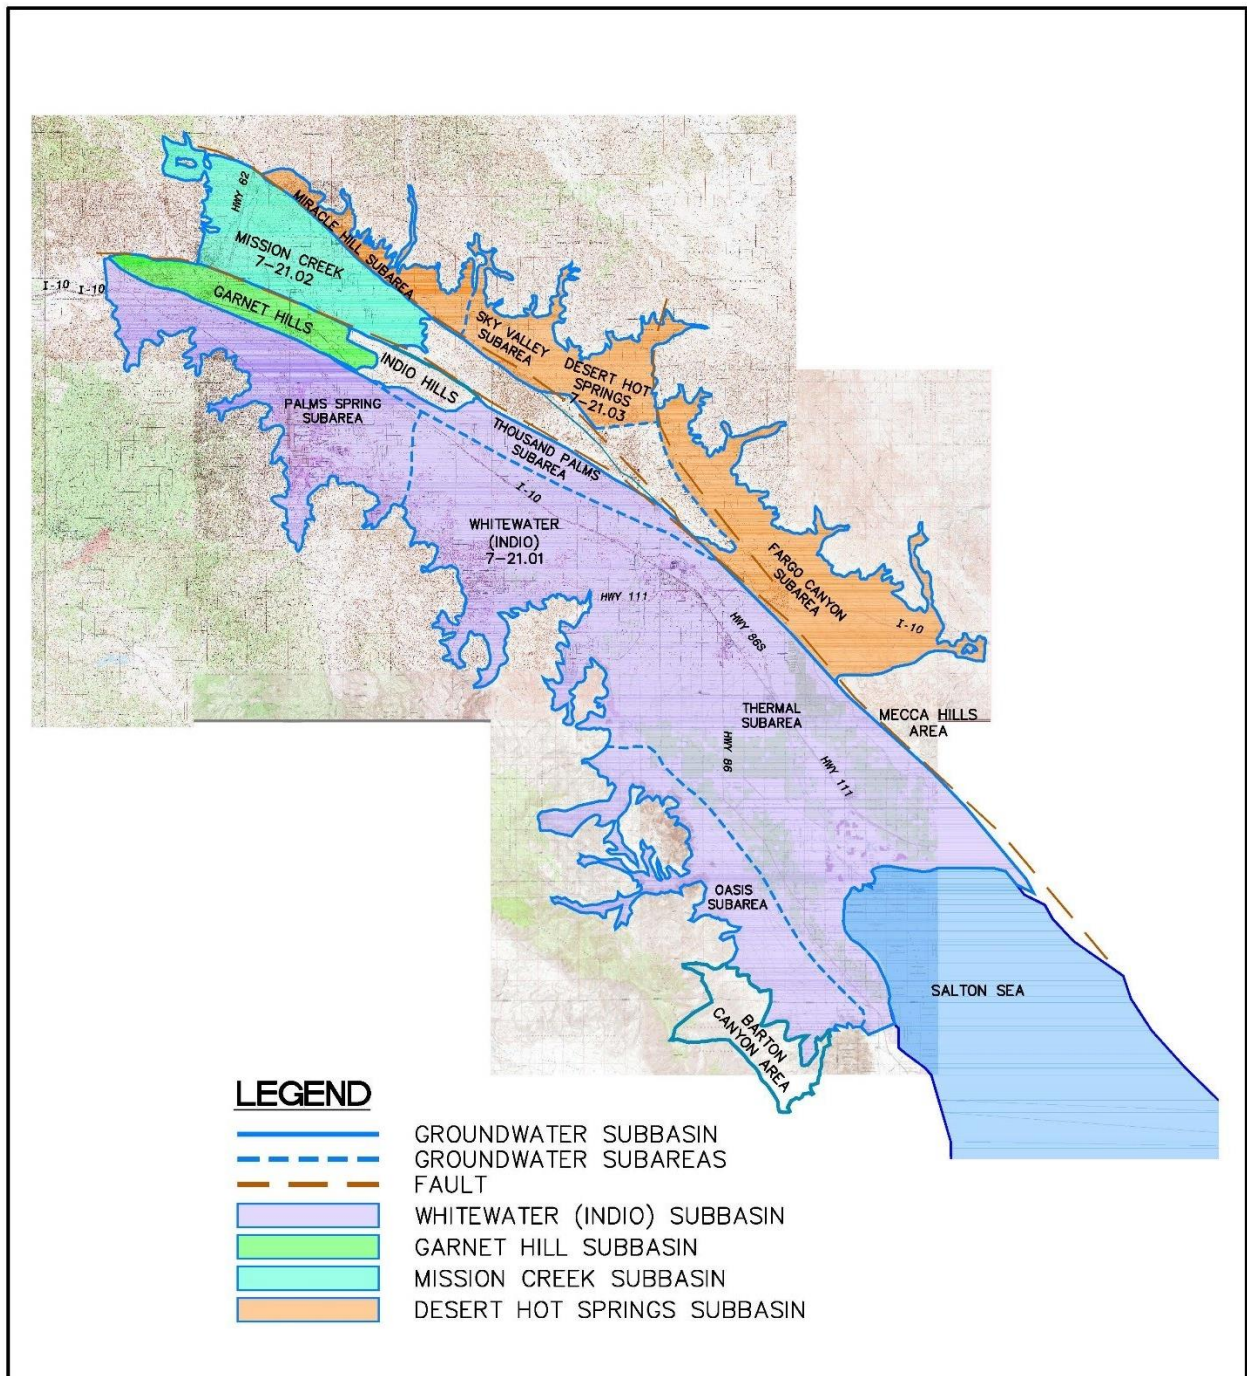 HWY 62
MIRACLE HILL SUBAREA
MISSION CREEK
7-21.02
I-10 I-10
GARNET HILLS
SKY VALLEY
SUBAREA
INDIO HILLS
DESERT HOT
SPRINGS
7-21.03
PALMS SPRING
SUBAREA
THOUSAND PALMS
SUBAREA
I-10
WHITEWATER
(INDIO)
7-21.01
FARGO CANYON
SUBAREA
HWY 111
HWY 86S
I-10
THERMAL
SUBAREA
MECCA HILLS
AREA
HWY 86
HWY 111
OASIS
SUBAREA
SALTON SEA
BARTON
CANYON AREA
LEGEND
GROUNDWATER SUBBASIN
GROUNDWATER SUBAREAS
FAULT
WHITEWATER (INDIO) SUBBASIN
GARNET HILL SUBBASIN
MISSION CREEK SUBBASIN
DESERT HOT SPRINGS SUBBASIN